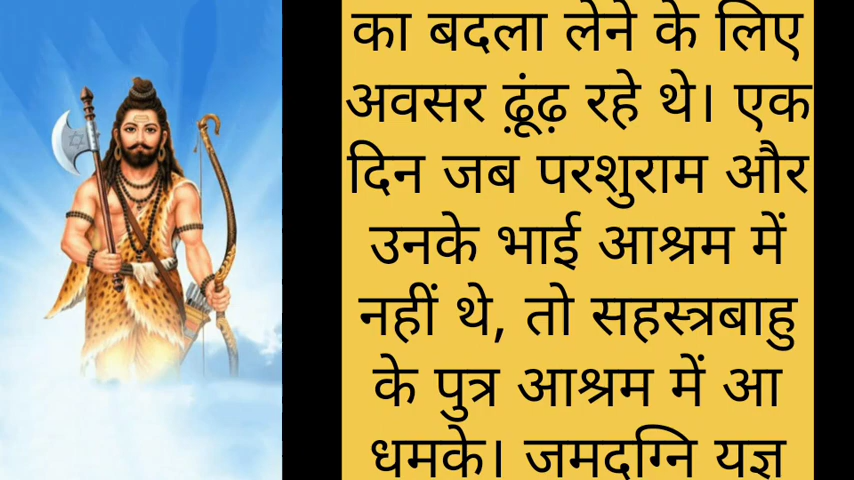 का बदला लेने के लिए
अवसर ढ़ूंढ़ रहे थे। एक
दिन जब परशुराम और
उनके भाई आश्रम में
नहीं थे, तो सहस्त्रबाहु
के पुत्र आश्रम में आ
धमके। जमदग्नि यज्ञ